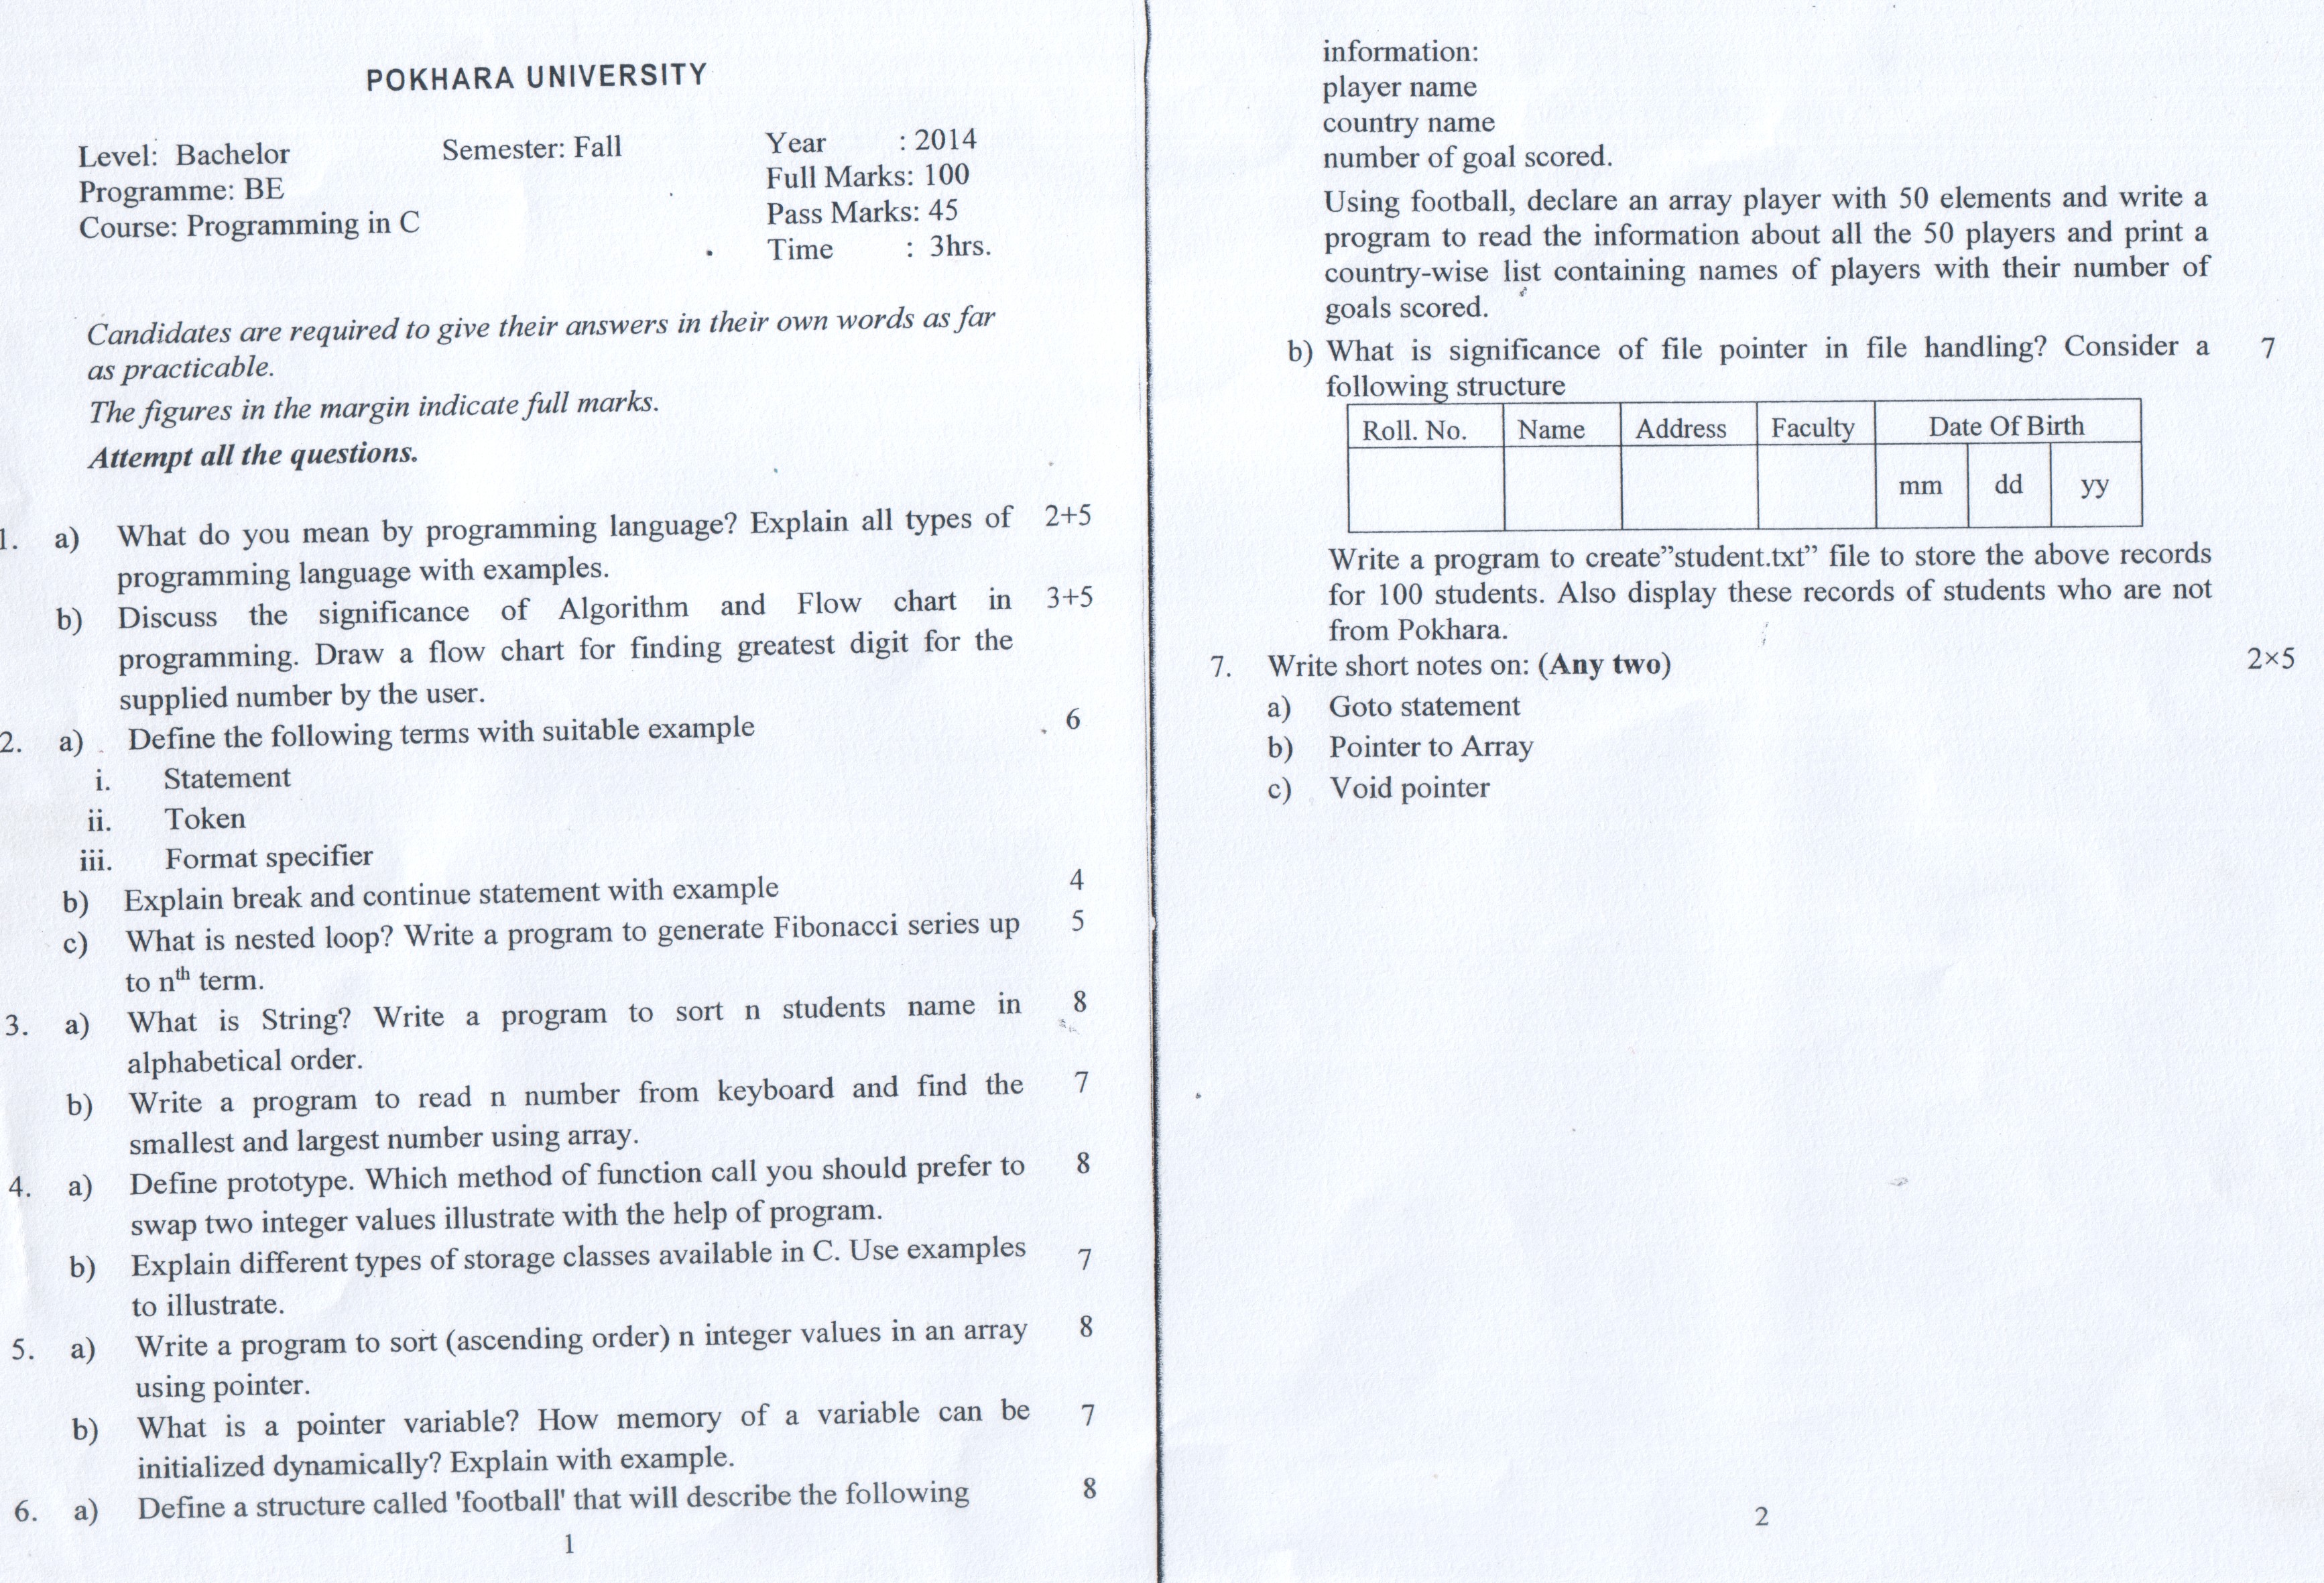 POKHARA UNIVERSITY
Level: Bachelor Semester: Fall Year : 2014
Programme: BE Full Marks: 100
Course: Programming in C Pass Marks: 45
Time : 3hrs.
Candidates are required to give their answers in their own words as far
as practicable.
The figures in the margin indicate full marks.
Attempt all the questions.
1. a) What do you mean by programming language? Explain all types of 2+5
programming language with examples.
b) Discuss the significance of Algorithm and Flow chart in 3+5
programming. Draw a flow chart for finding greatest digit for the
supplied number by the user.
2. a) Define the following terms with suitable example 6
i. Statement
ii. Token
iii. Format specifier
b) Explain break and continue statement with example 4
c) What is nested loop? Write a program to generate Fibonacci series up 5
to nth term.
3. a) What is String? Write a program to sort n students name in 8
alphabetical order.
b) Write a program to read n number from keyboard and find the 7
smallest and largest number using array.
4. a) Define prototype. Which method of function call you should prefer to 8
swap two integer values illustrate with the help of program.
b) Explain different types of storage classes available in C. Use examples 7
to illustrate.
5. a) Write a program to sort (ascending order) n integer values in an array 8
using pointer.
b) What is a pointer variable? How memory of a variable can be 7
initialized dynamically? Explain with example.
6. a) Define a structure called 'football' that will describe the following 8
1
information:
player name
country name
number of goal scored.
Using football, declare an array player with 50 elements and write a
program to read the information about all the 50 players and print a
country-wise list containing names of players with their number of
goals scored.
b) What is significance of file pointer in file handling? Consider a 7
following structure
Roll. No. Name Address Faculty Date Of Birth
mm dd yy
Write a program to create”student.txt” file to store the above records
for 100 students. Also display these records of students who are not
from Pokhara.
7. Write short notes on: (Any two) 2×5
a) Goto statement
b) Pointer to Array
c) Void pointer
2